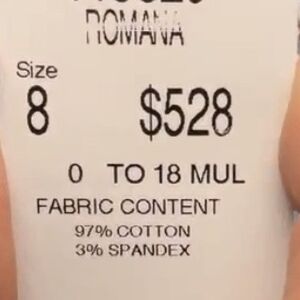 ROMANA
Size
8 $528
0 TO 18 MUL
FABRIC CONTENT
97% COTTON
3% SPANDEX